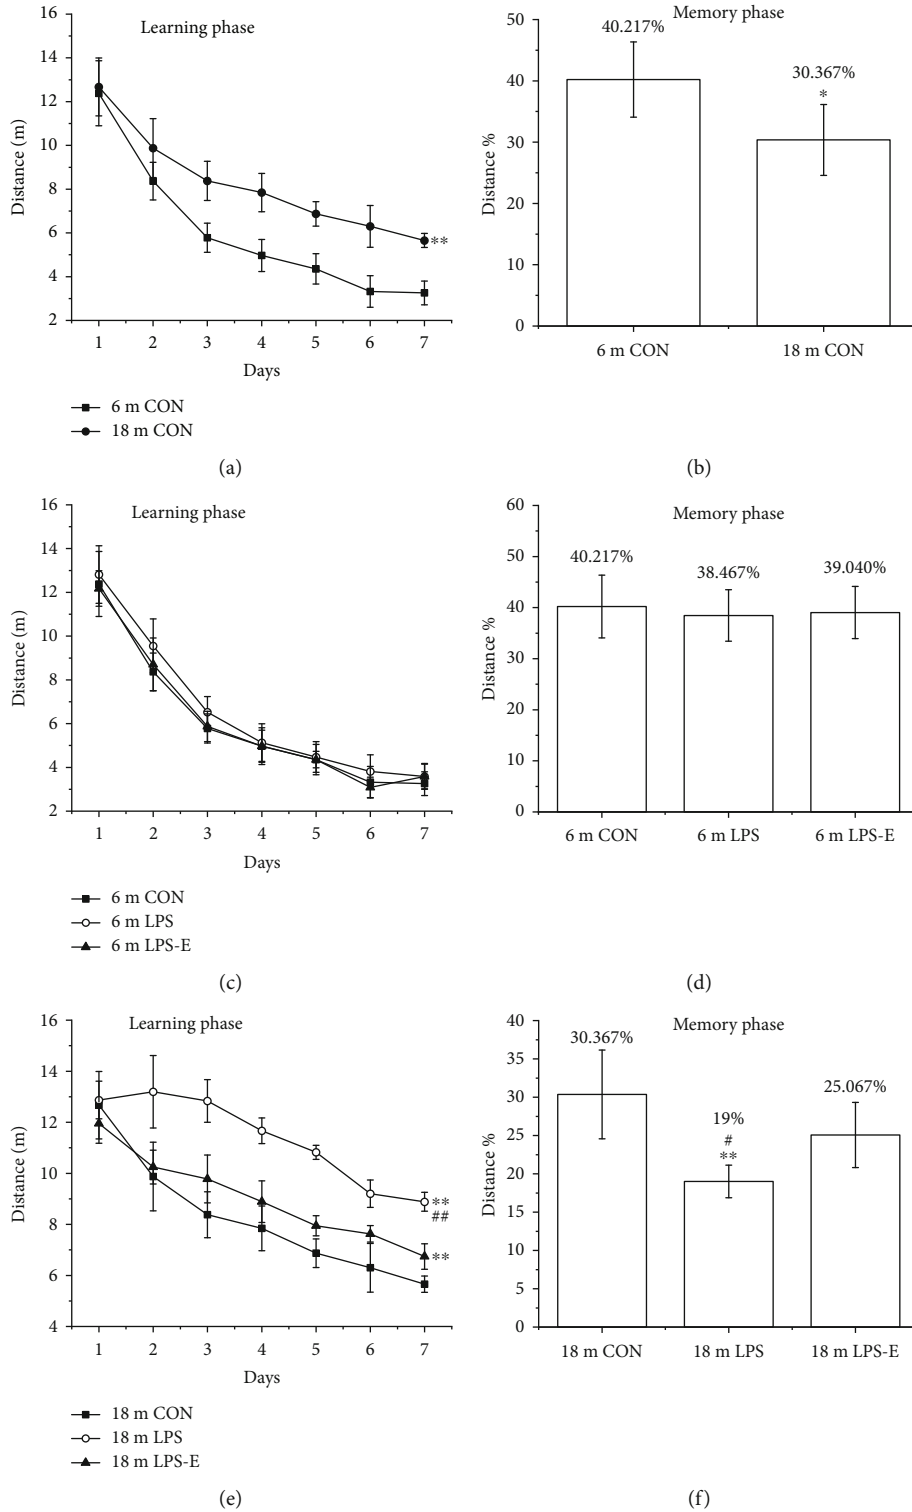 Learning phase
16
14
12
10
8
6
4
2
Distance (m)
1 2 3 4 5 6 7
Days
6 m CON
18 m CON
(a)
Memory phase
50
40
30
20
10
0
Distance %
40.217%
30.367%
*
6 m CON 18 m CON
(b)
Learning phase
16
14
12
10
8
6
4
2
Distance (m)
1 2 3 4 5 6 7
Days
6 m CON
6 m LPS
6 m LPS-E
(c)
Memory phase
60
50
40
30
20
10
0
Distance %
40.217%
38.467%
39.040%
6 m CON 6 m LPS 6 m LPS-E
(d)
Learning phase
16
14
12
10
8
6
4
Distance (m)
**
##
**
1 2 3 4 5 6 7
Days
18 m CON
18 m LPS
18 m LPS-E
(e)
Memory phase
40
35
30
25
20
15
10
5
0
Distance %
30.367%
19%
#
**
25.067%
18 m CON 18 m LPS 18 m LPS-E
(f)
**